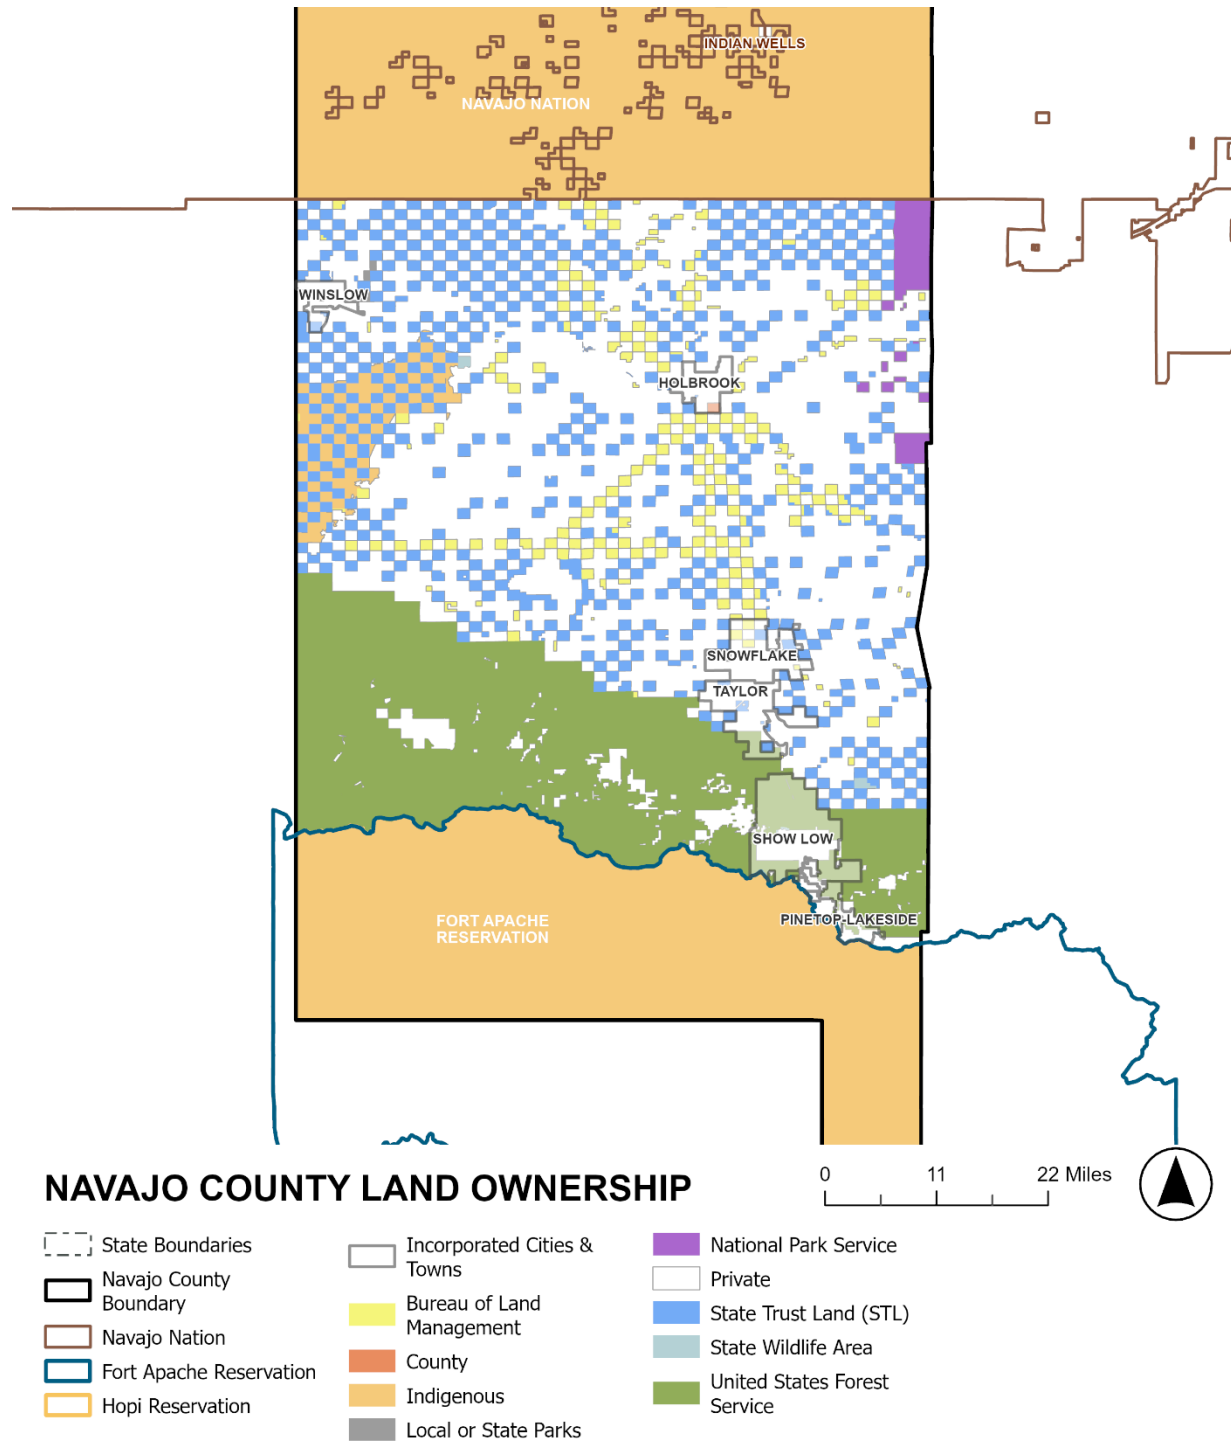 INDIAN WELLS
NAVAJO NATION
WINSLOW
HOLBROOK
SNOWFLAKE
TAYLOR
SHOW LOW
PINETOP-LAKESIDE
FORT APACHE
RESERVATION
NAVAJO COUNTY LAND OWNERSHIP
0 11 22 Miles
State Boundaries
Navajo County
Boundary
Navajo Nation
Fort Apache Reservation
Hopi Reservation
Incorporated Cities &
Towns
Bureau of Land
Management
County
Indigenous
Local or State Parks
National Park Service
Private
State Trust Land (STL)
State Wildlife Area
United States Forest
Service